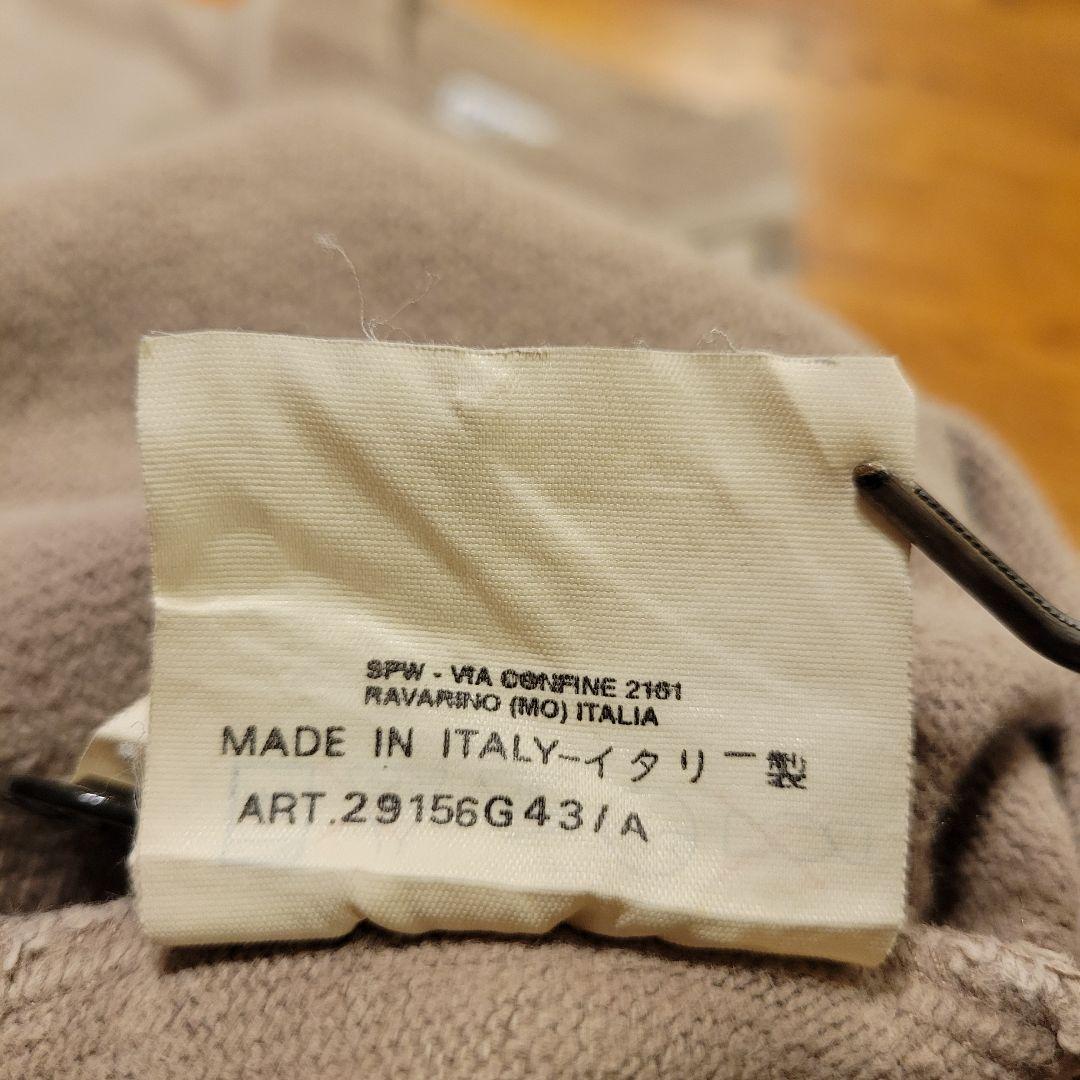 SPW - VIA CONFINE 2161
RAVARINO (MO) ITALIA
MADE IN ITALY-イタリー製
ART.29156G43/A